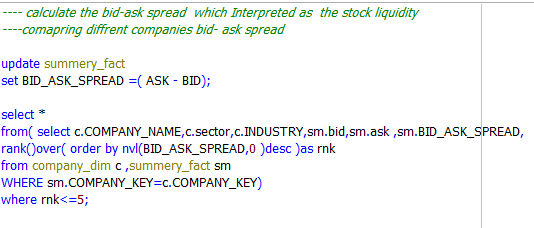 ---- calculate the bid-ask spread which Interpreted as the stock liquidity
----comapring diffrent companies bid- ask spread
update summery_fact
set BID_ASK_SPREAD =( ASK - BID);
select *
from( select c.COMPANY_NAME,c.sector,c.INDUSTRY,sm.bid,sm.ask ,sm.BID_ASK_SPREAD,
rank()over( order by nvl(BID_ASK_SPREAD,0 )desc )as rnk
from company_dim c ,summery_fact sm
WHERE sm.COMPANY_KEY=c.COMPANY_KEY)
where rnk<=5;